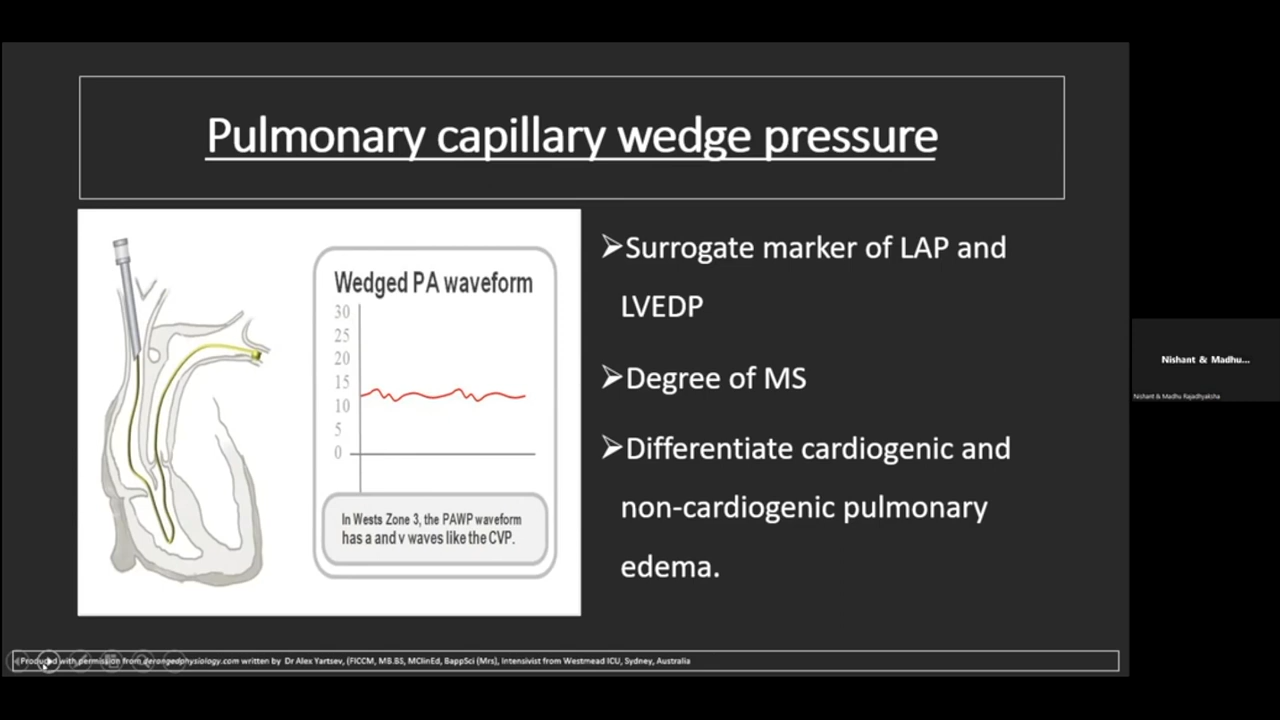 Pulmonary capillary wedge pressure
Wedged PA waveform
30
25
20
15
10
5
0
In Wests Zone 3, the PAWP waveform
has a and v waves like the CVP.
➢Surrogate marker of LAP and
LVEDP
➢Degree of MS
➢Differentiate cardiogenic and
non-cardiogenic pulmonary
edema.
Nishant & Madhu...
Nishant & Madhu Rajadhyaksha
with permission from derangedphysiology.com written by Dr Alex Yartsev, (FICCM, MB.BS, MClinEd, BappSci (Mrs), Intensivist from Westmead ICU, Sydney, Australia